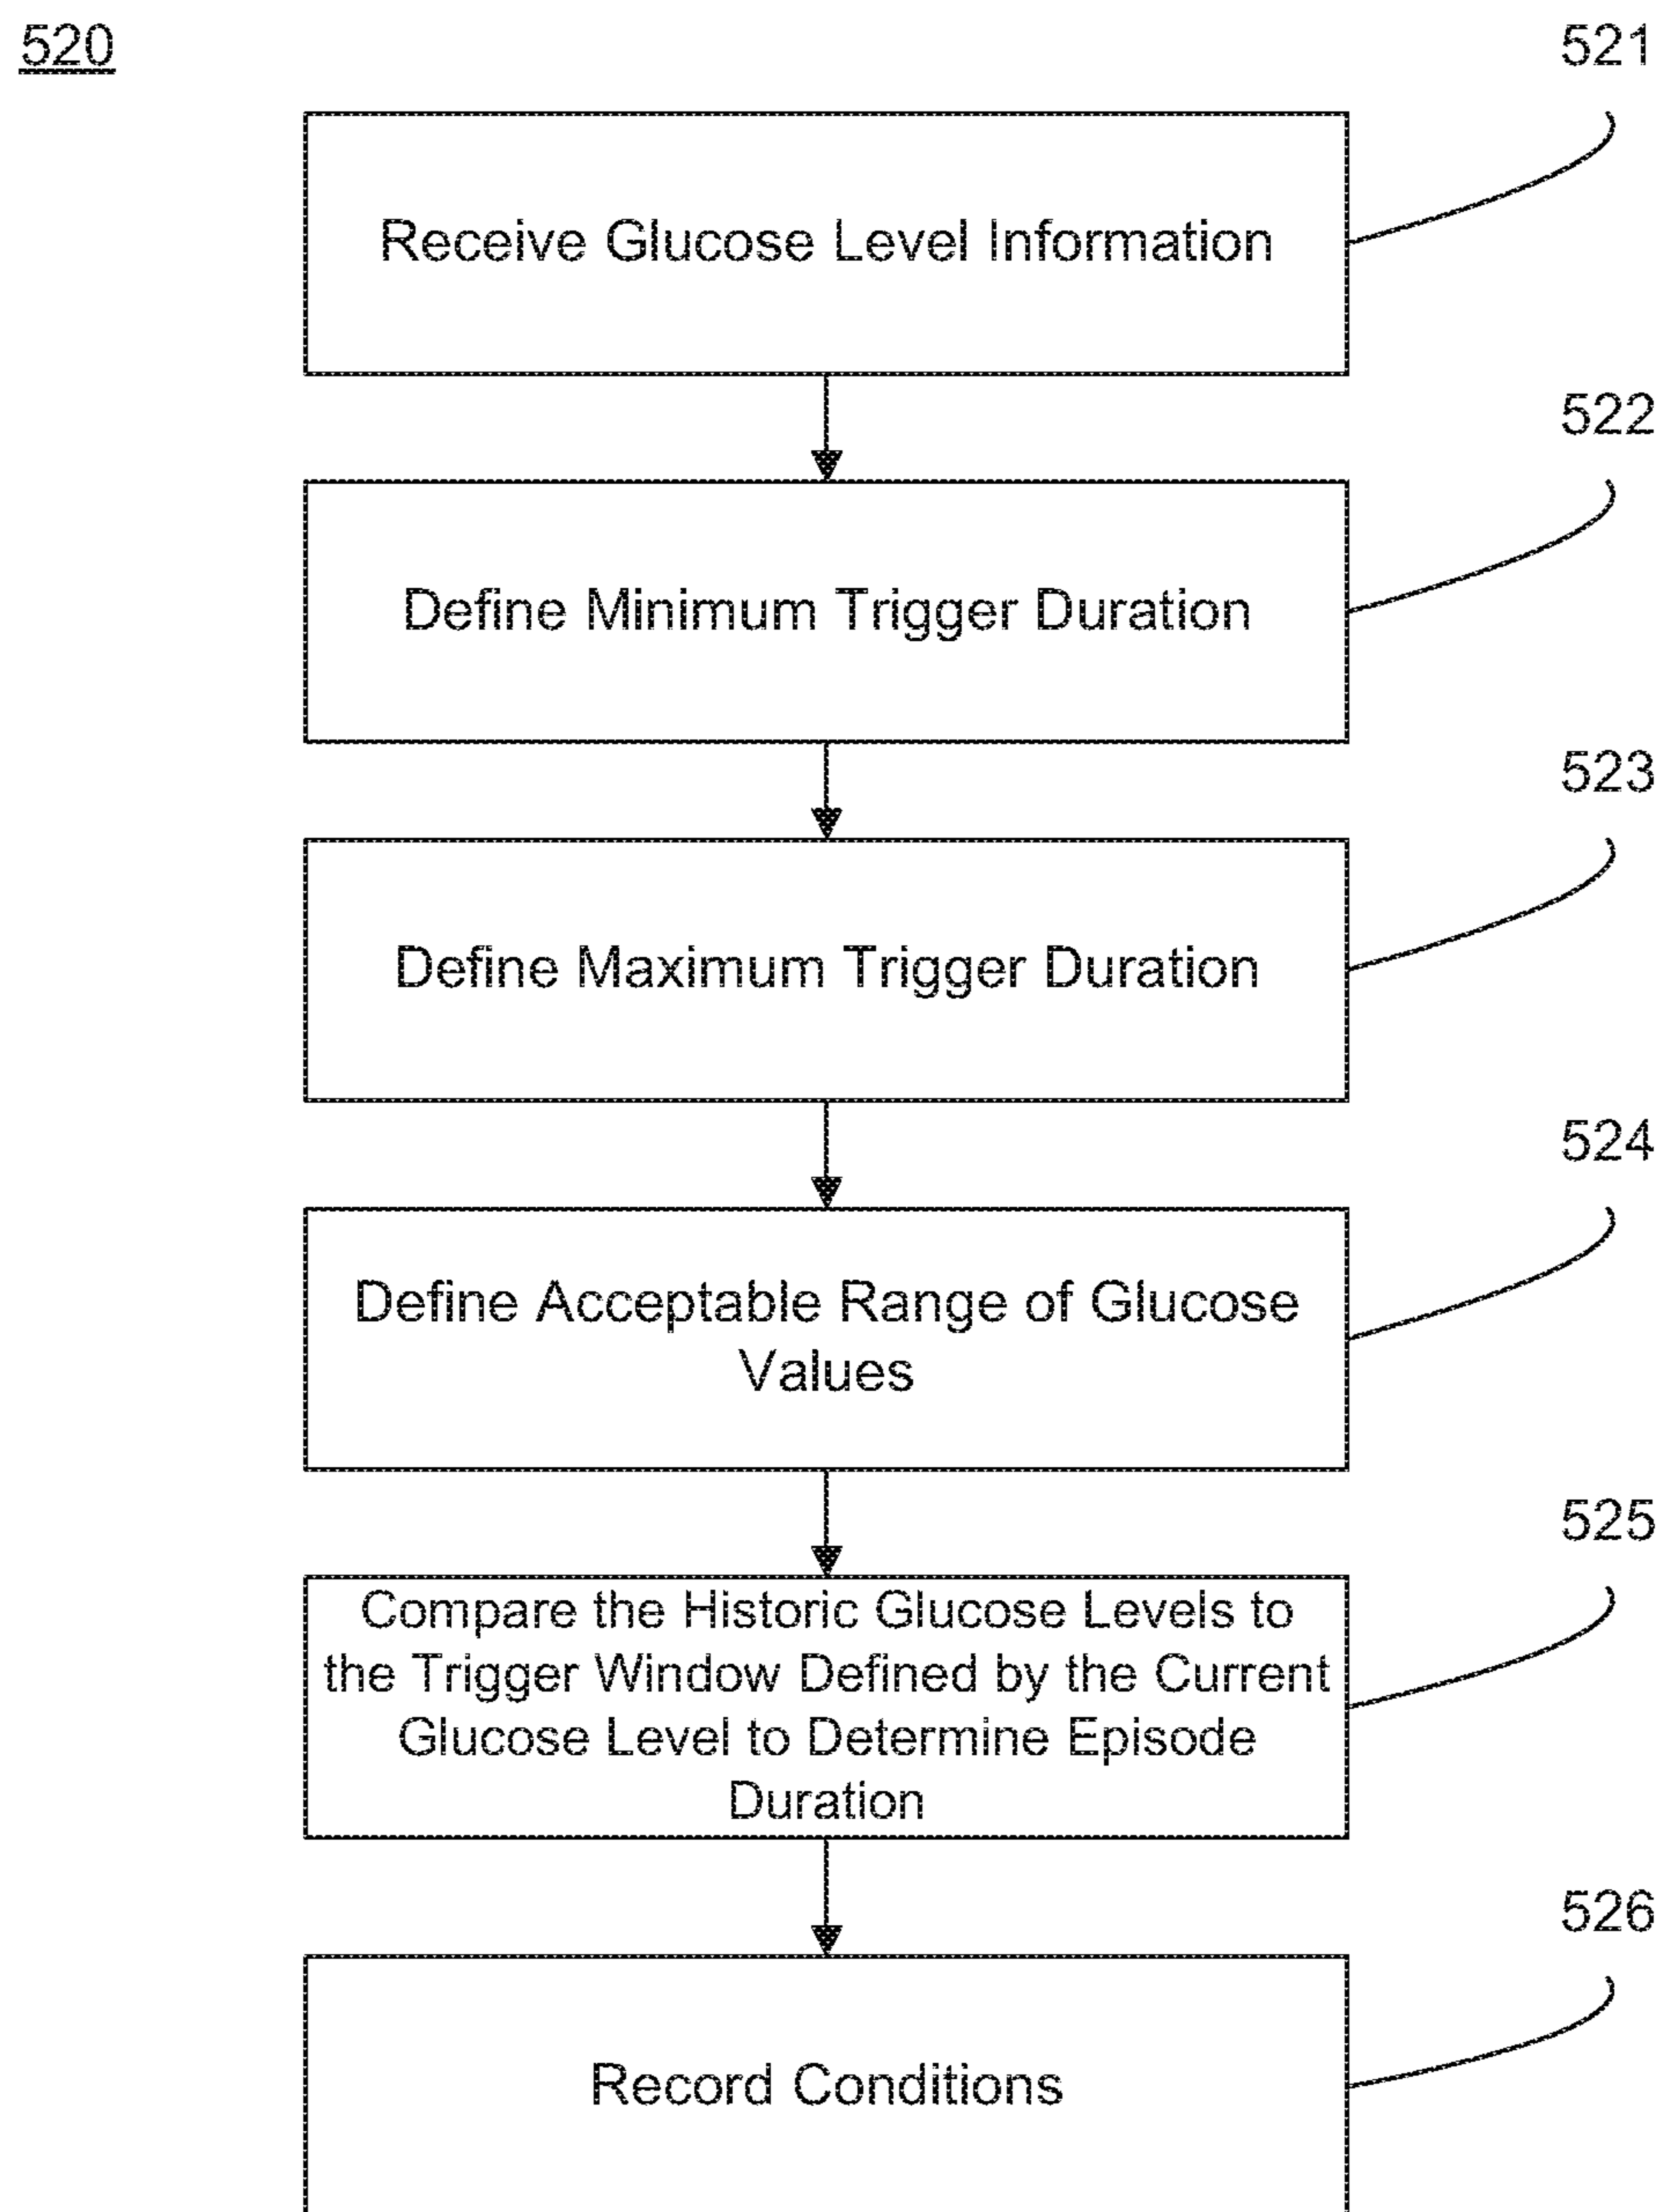 520
521
Receive Glucose Level Information
522
Define Minimum Trigger Duration
523
Define Maximum Trigger Duration
524
Define Acceptable Range of Glucose
Values
525
Compare the Historic Glucose Levels to
the Trigger Window Defined by the Current
Glucose Level to Determine Episode
Duration
526
Record Conditions